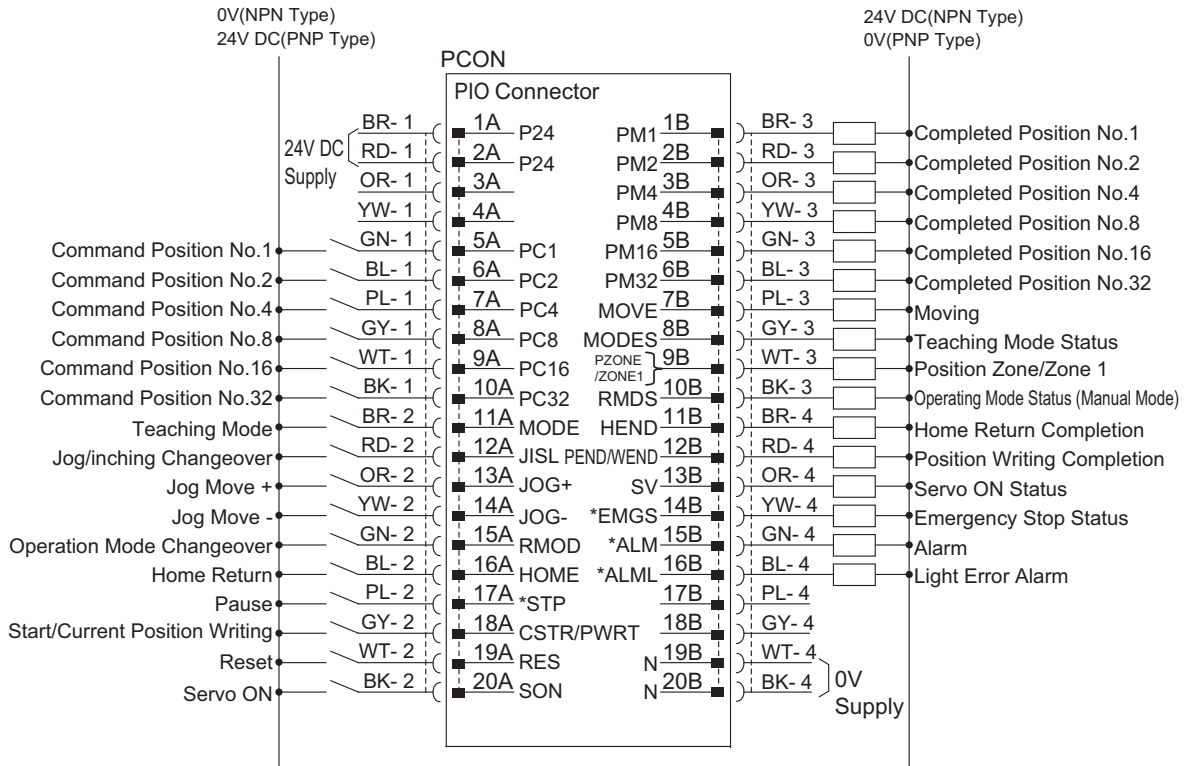 0V(NPN Type)
24V DC(PNP Type)
24V DC(NPN Type)
0V(PNP Type)
PCON
PIO Connector
24V DC
Supply
BR- 1 1A P24 PM1 1B BR- 3 Completed Position No.1
RD- 1 2A P24 PM2 2B RD- 3 Completed Position No.2
OR- 1 3A PM4 3B OR- 3 Completed Position No.4
YW- 1 4A PM8 4B YW- 3 Completed Position No.8
Command Position No.1 GN- 1 5A PC1 PM16 5B GN- 3 Completed Position No.16
Command Position No.2 BL- 1 6A PC2 PM32 6B BL- 3 Completed Position No.32
Command Position No.4 PL- 1 7A PC4 MOVE 7B PL- 3 Moving
Command Position No.8 GY- 1 8A PC8 MODES 8B GY- 3 Teaching Mode Status
Command Position No.16 WT- 1 9A PC16 PZONE /ZONE1 9B WT- 3 Position Zone/Zone 1
Command Position No.32 BK- 1 10A PC32 RMDS 10B BK- 3 Operating Mode Status (Manual Mode)
Teaching Mode BR- 2 11A MODE HEND 11B BR- 4 Home Return Completion
Jog/inching Changeover RD- 2 12A JISL PEND/WEND 12B RD- 4 Position Writing Completion
Jog Move + OR- 2 13A JOG+ SV 13B OR- 4 Servo ON Status
Jog Move - YW- 2 14A JOG- *EMGS 14B YW- 4 Emergency Stop Status
Operation Mode Changeover GN- 2 15A RMOD *ALM 15B GN- 4 Alarm
Home Return BL- 2 16A HOME *ALML 16B BL- 4 Light Error Alarm
Pause PL- 2 17A *STP 17B PL- 4
Start/Current Position Writing GY- 2 18A CSTR/PWRT 18B GY- 4
Reset WT- 2 19A RES N 19B WT- 4
Servo ON BK- 2 20A SON N 20B BK- 4
0V
Supply